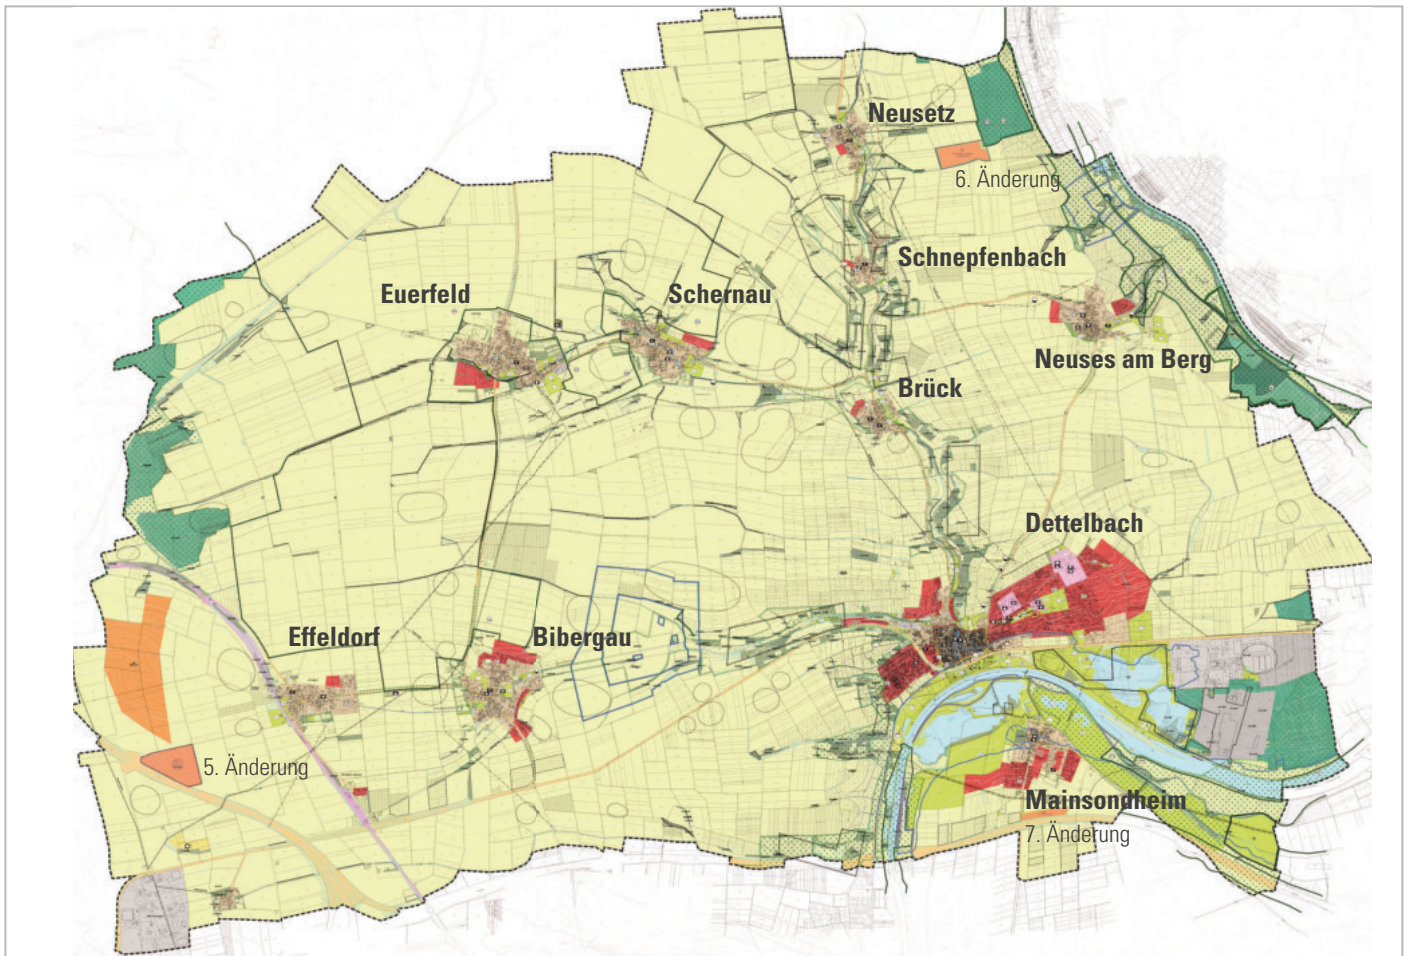 Neusetz
6. Änderung
Schnepfenbach
Euerfeld
Schernau
Neuses am Berg
Brück
Dettelbach
Effeldorf
Bibergau
5. Änderung
Mainsondheim
7. Änderung